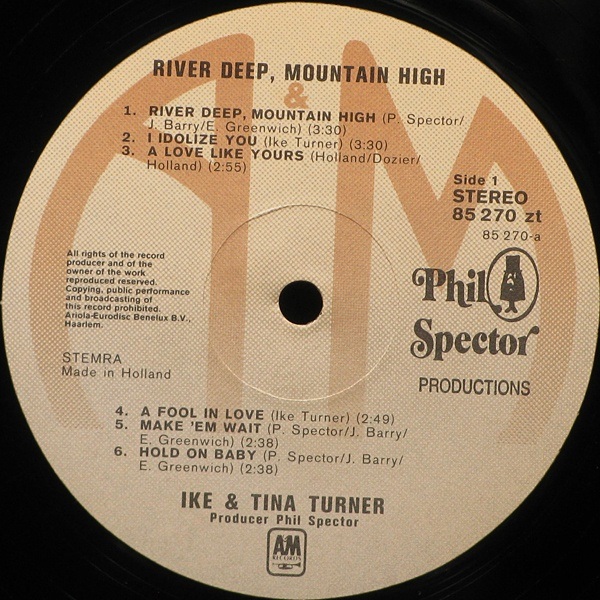 RIVER DEEP, MOUNTAIN HIGH
&
1. RIVER DEEP, MOUNTAIN HIGH (P. Spector/
J. Barry/E. Greenwich) (3:30)
2. I IDOLIZE YOU (Ike Turner) (3:30)
3. A LOVE LIKE YOURS (Holland/Dozier/
Holland) (2:55)
Side 1
STEREO
85 270 zt
85 270-a
All rights of the record
producer and of the
owner of the work
reproduced reserved.
Copying, public performance
and broadcasting of
this record prohibited.
Ariola-Eurodisc Benelux B.V.,
Haarlem.
STEMRA
Made in Holland
Phil
Spector
PRODUCTIONS
4. A FOOL IN LOVE (Ike Turner) (2:49)
5. MAKE 'EM WAIT (P. Spector/J. Barry/
E. Greenwich) (2:38)
6. HOLD ON BABY (P. Spector/J. Barry/
E. Greenwich) (2:38)
IKE & TINA TURNER
Producer Phil Spector
A&M
RECORDS